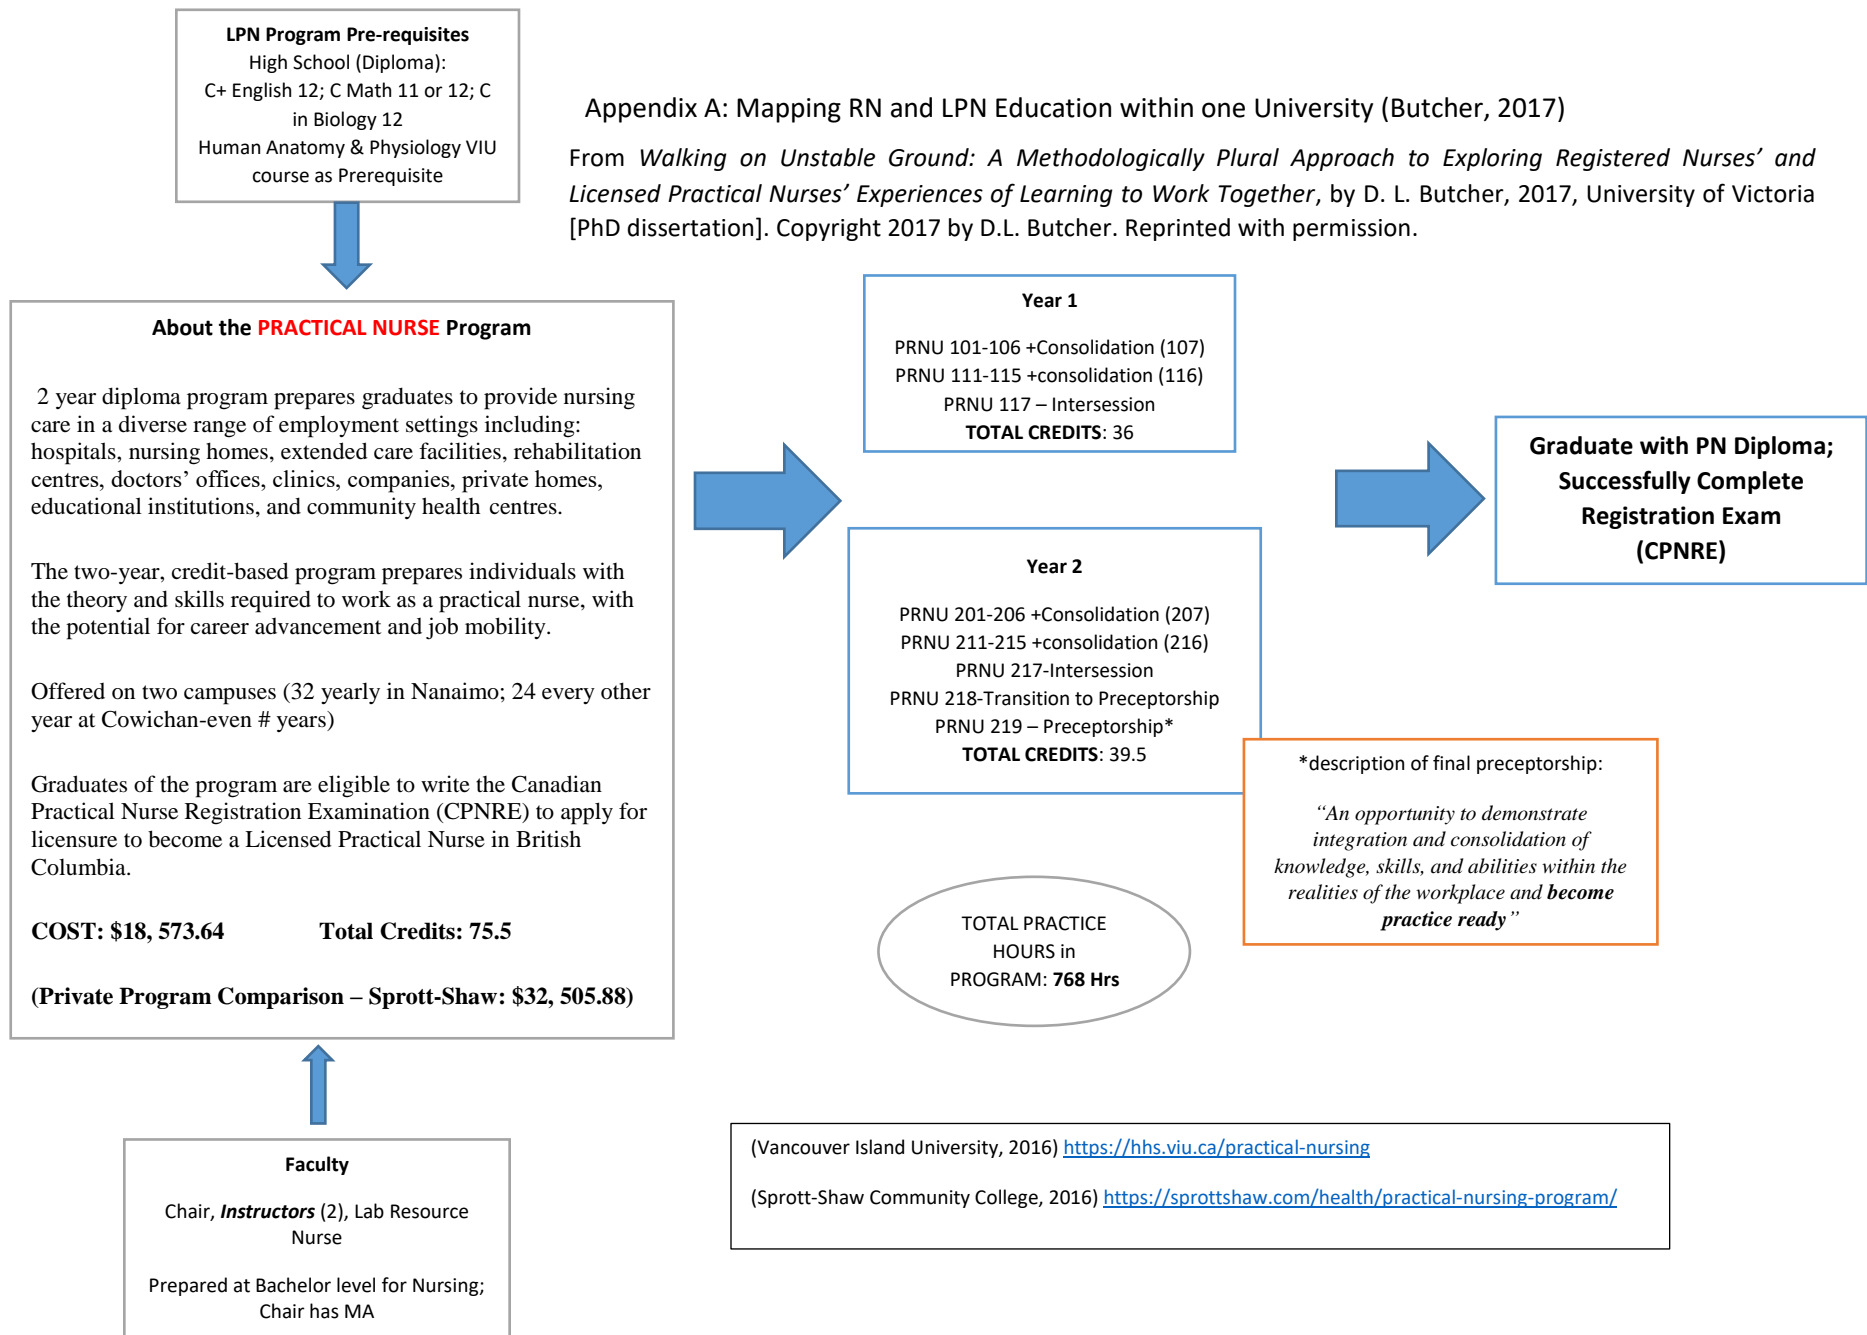 LPN Program Pre-requisites
High School (Diploma):
C+ English 12; C Math 11 or 12; C
in Biology 12
Human Anatomy & Physiology VIU
course as Prerequisite
Appendix A: Mapping RN and LPN Education within one University (Butcher, 2017)
From Walking on Unstable Ground: A Methodologically Plural Approach to Exploring Registered Nurses’ and
Licensed Practical Nurses’ Experiences of Learning to Work Together, by D. L. Butcher, 2017, University of Victoria
[PhD dissertation]. Copyright 2017 by D.L. Butcher. Reprinted with permission.
About the PRACTICAL NURSE Program
2 year diploma program prepares graduates to provide nursing
care in a diverse range of employment settings including:
hospitals, nursing homes, extended care facilities, rehabilitation
centres, doctors’ offices, clinics, companies, private homes,
educational institutions, and community health centres.
The two-year, credit-based program prepares individuals with
the theory and skills required to work as a practical nurse, with
the potential for career advancement and job mobility.
Offered on two campuses (32 yearly in Nanaimo; 24 every other
year at Cowichan-even # years)
Graduates of the program are eligible to write the Canadian
Practical Nurse Registration Examination (CPNRE) to apply for
licensure to become a Licensed Practical Nurse in British
Columbia.
COST: $18, 573.64 Total Credits: 75.5
(Private Program Comparison – Sprott-Shaw: $32, 505.88)
Year 1
PRNU 101-106 +Consolidation (107)
PRNU 111-115 +consolidation (116)
PRNU 117 – Intersession
TOTAL CREDITS: 36
Year 2
PRNU 201-206 +Consolidation (207)
PRNU 211-215 +consolidation (216)
PRNU 217-Intersession
PRNU 218-Transition to Preceptorship
PRNU 219 – Preceptorship*
TOTAL CREDITS: 39.5
Graduate with PN Diploma;
Successfully Complete
Registration Exam
(CPNRE)
*description of final preceptorship:
“An opportunity to demonstrate
integration and consolidation of
knowledge, skills, and abilities within the
realities of the workplace and become
practice ready”
TOTAL PRACTICE
HOURS in
PROGRAM: 768 Hrs
Faculty
Chair, Instructors (2), Lab Resource
Nurse
Prepared at Bachelor level for Nursing;
Chair has MA
(Vancouver Island University, 2016) https://hhs.viu.ca/practical-nursing
(Sprott-Shaw Community College, 2016) https://sprottshaw.com/health/practical-nursing-program/